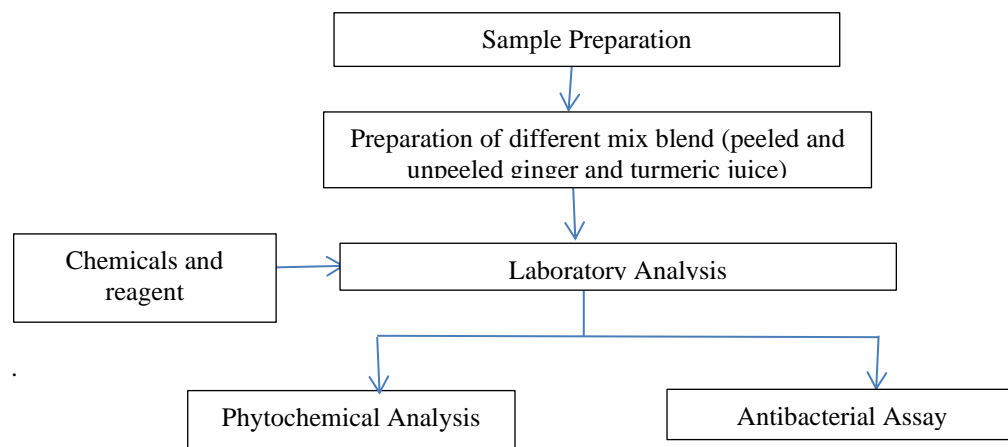 Sample Preparation
Preparation of different mix blend (peeled and
unpeeled ginger and turmeric juice)
Chemicals and
reagent
Laboratory Analysis
.
Phytochemical Analysis
Antibacterial Assay